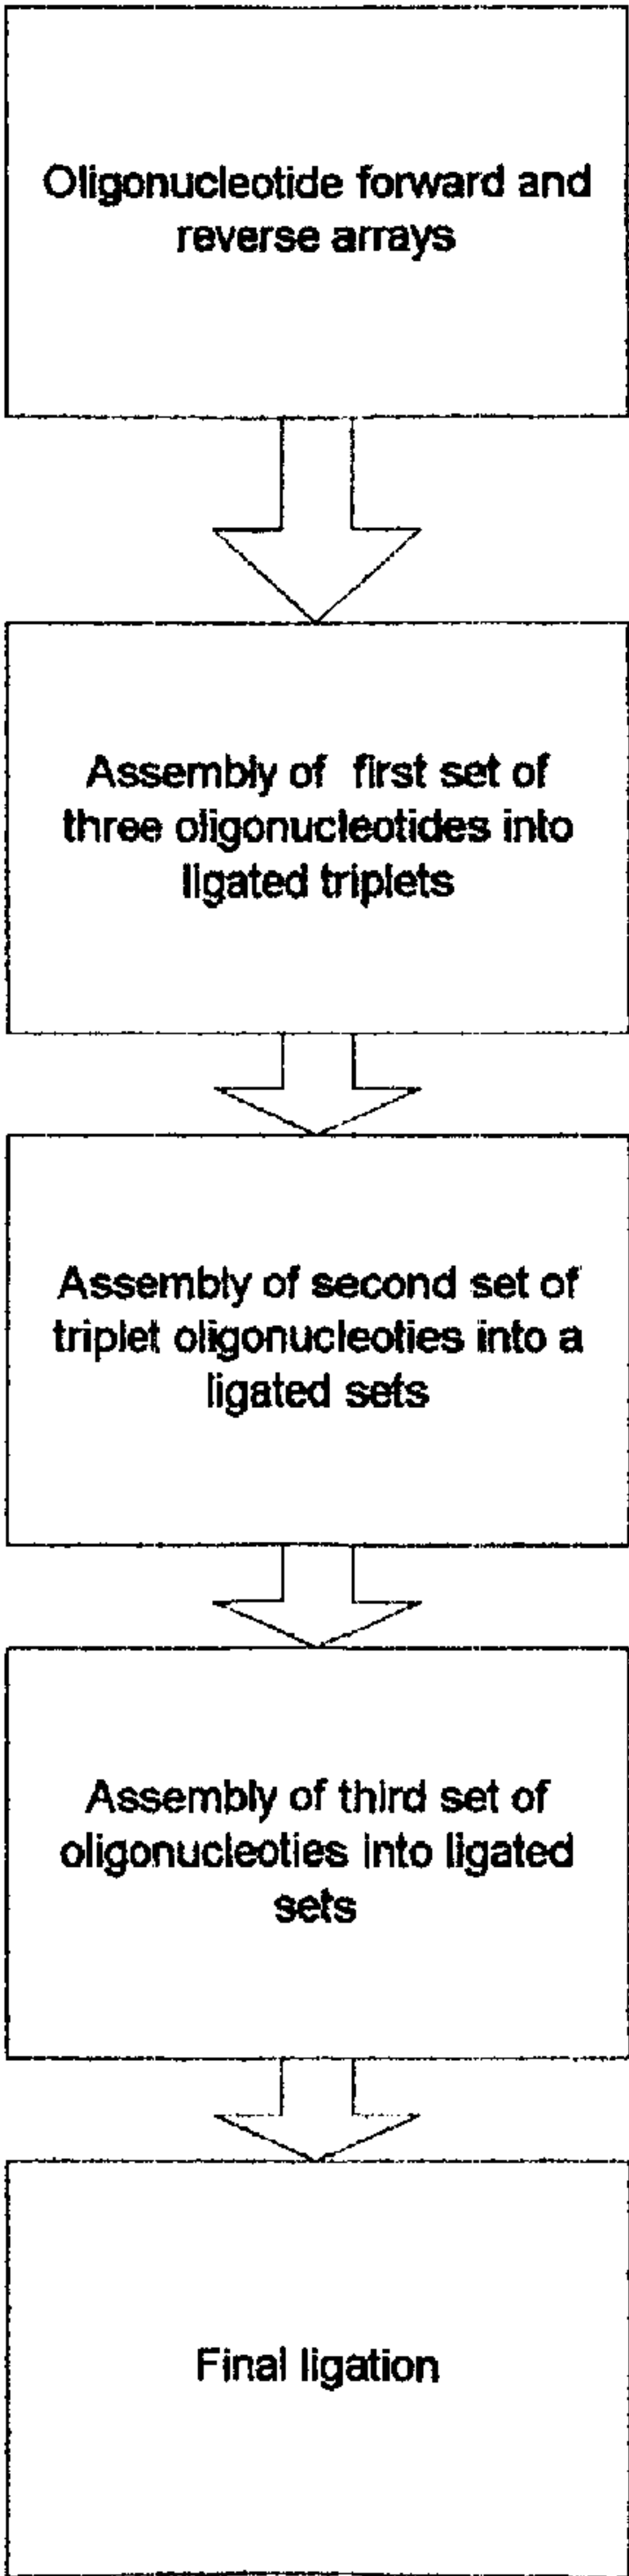 Oligonucleotide forward and
reverse arrays
Assembly of first set of
three oligonucleotides into
ligated triplets
Assembly of second set of
triplet oligonucleoties into a
ligated sets
Assembly of third set of
oligonucleoties into ligated
sets
Final ligation